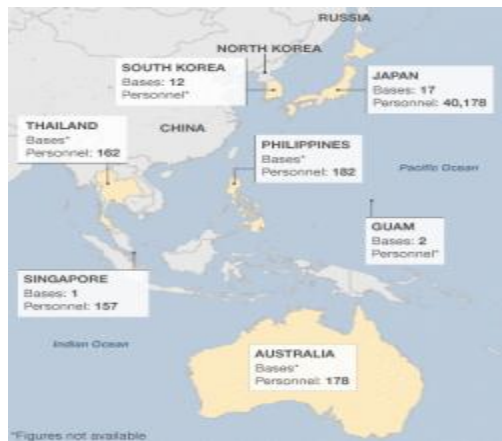 RUSSIA
NORTH KOREA
SOUTH KOREA
Bases: 12
Personnel*
JAPAN
Bases: 17
Personnel: 40,178
THAILAND
Bases*
Personnel: 162
CHINA
PHILIPPINES
Bases*
Personnel: 182
Pacific Ocean
GUAM
Bases: 2
Personnel*
SINGAPORE
Bases: 1
Personnel: 157
Indian Ocean
AUSTRALIA
Bases*
Personnel: 178
*Figures not available